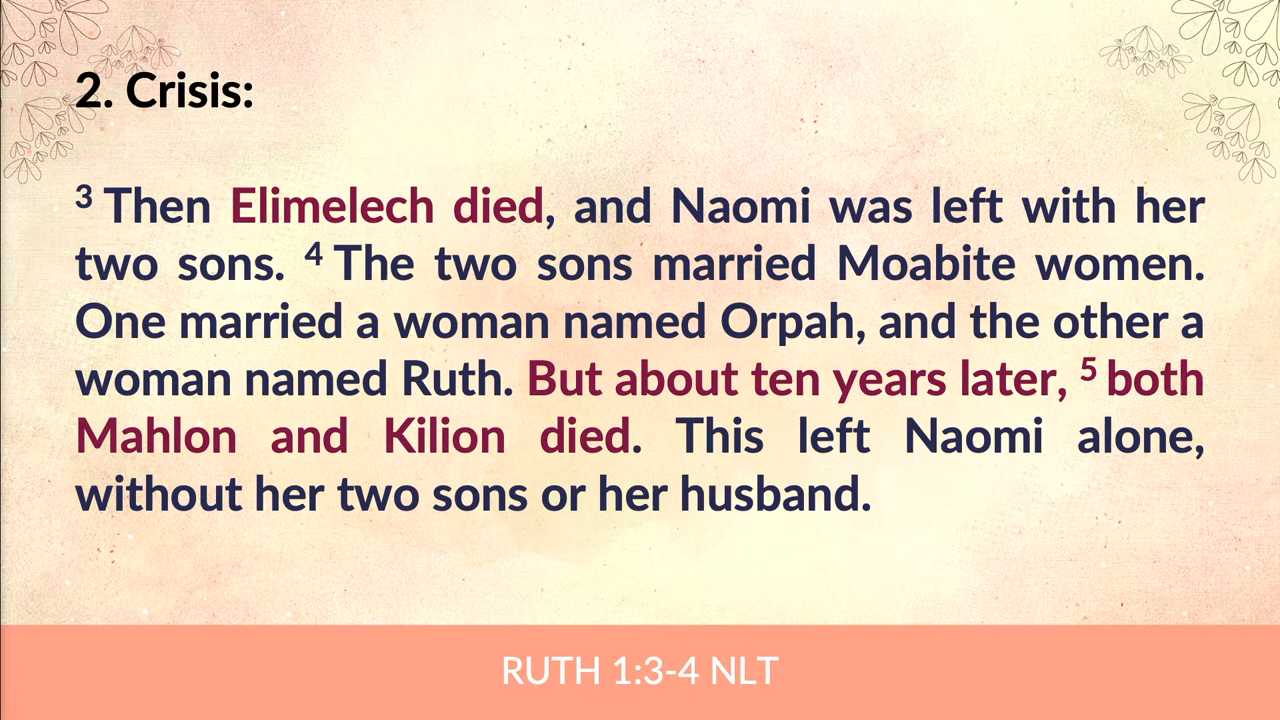 2. Crisis:
³ Then Elimelech died, and Naomi was left with her
two sons. ⁴ The two sons married Moabite women.
One married a woman named Orpah, and the other a
woman named Ruth. But about ten years later, ⁵ both
Mahlon and Kilion died. This left Naomi alone,
without her two sons or her husband.
RUTH 1:3-4 NLT